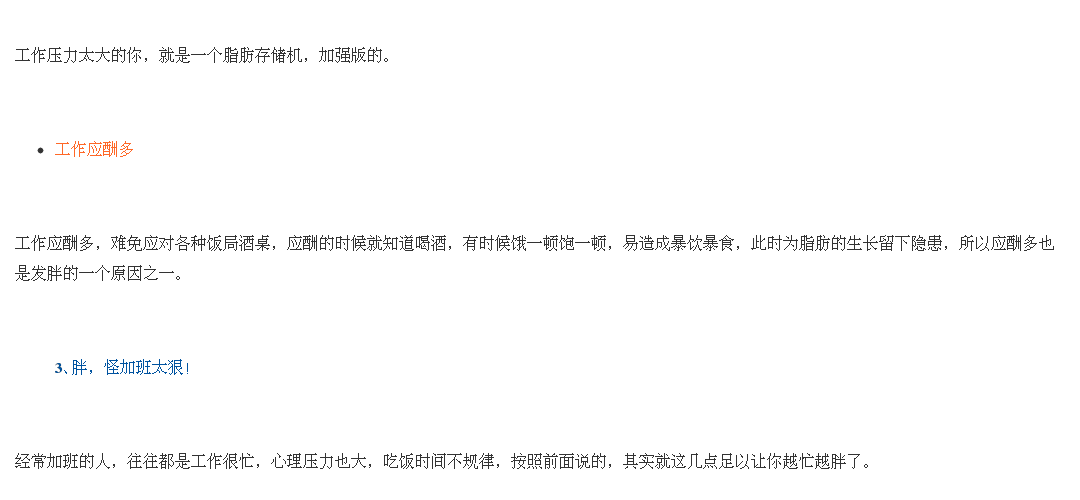 工作压力太大的你，就是一个脂肪存储机，加强版的。
工作应酬多
工作应酬多，难免应对各种饭局酒桌，应酬的时候就知道喝酒，有时候饿一顿饱一顿，易造成暴饮暴食，此时为脂肪的生长留下隐患，所以应酬多也
是发胖的一个原因之一。
3、胖，怪加班太狠！
经常加班的人，往往都是工作很忙，心理压力也大，吃饭时间不规律，按照前面说的，其实就这几点足以让你越忙越胖了。